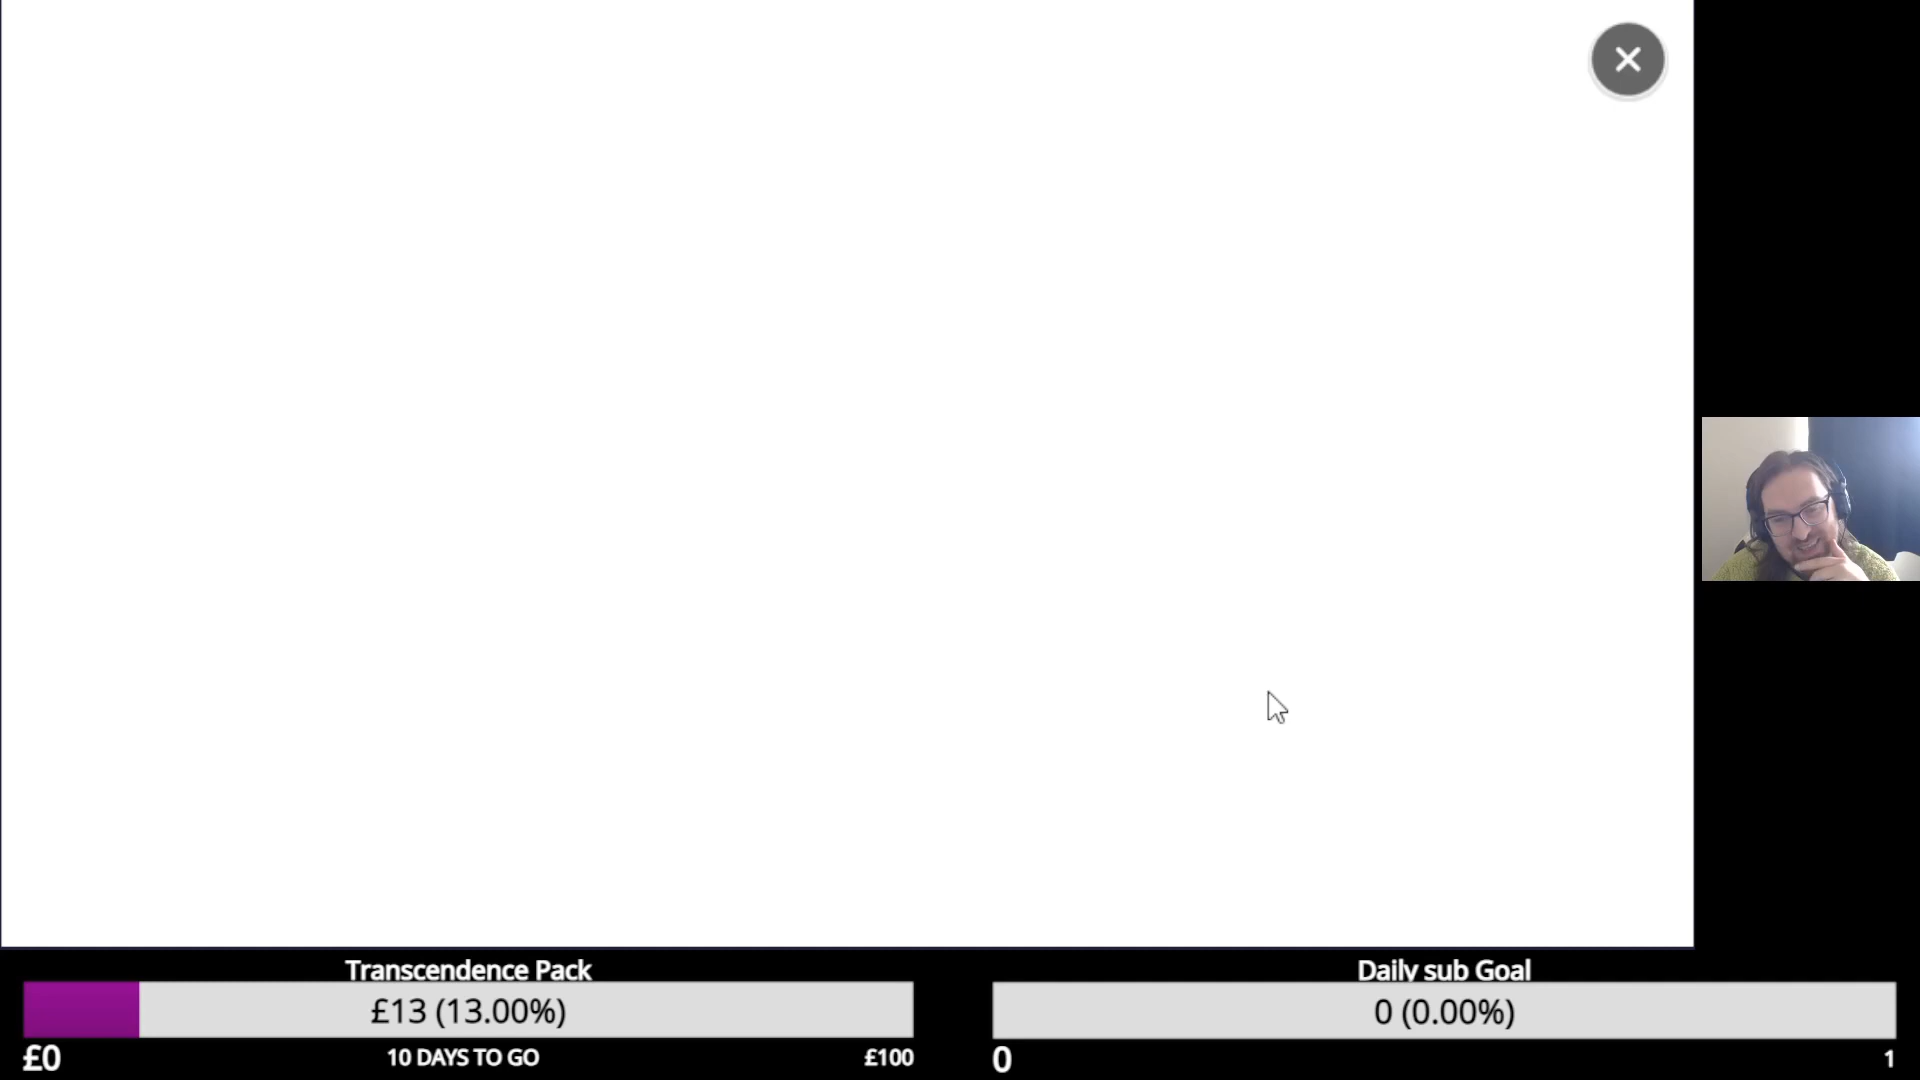 Transcendence Pack
£13 (13.00%)
£0
10 DAYS TO GO
£100
Daily sub Goal
0 (0.00%)
0
1